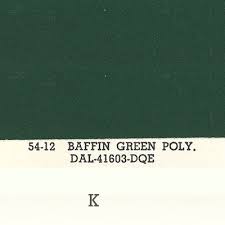 54-12 BAFFIN GREEN POLY.
DAL-41603-DQE
K